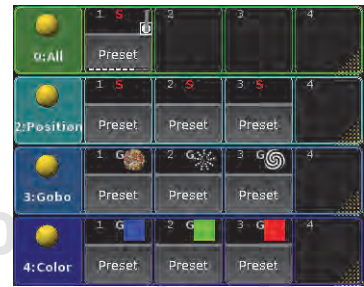 1 S 2 3 4
0:All Preset
1 S 2 S 3 S 4
2:Position Preset Preset Preset
1 G 2 G 3 G 4
3:Gobo Preset Preset Preset
1 G 2 G 3 G 4
4:Color Preset Preset Preset